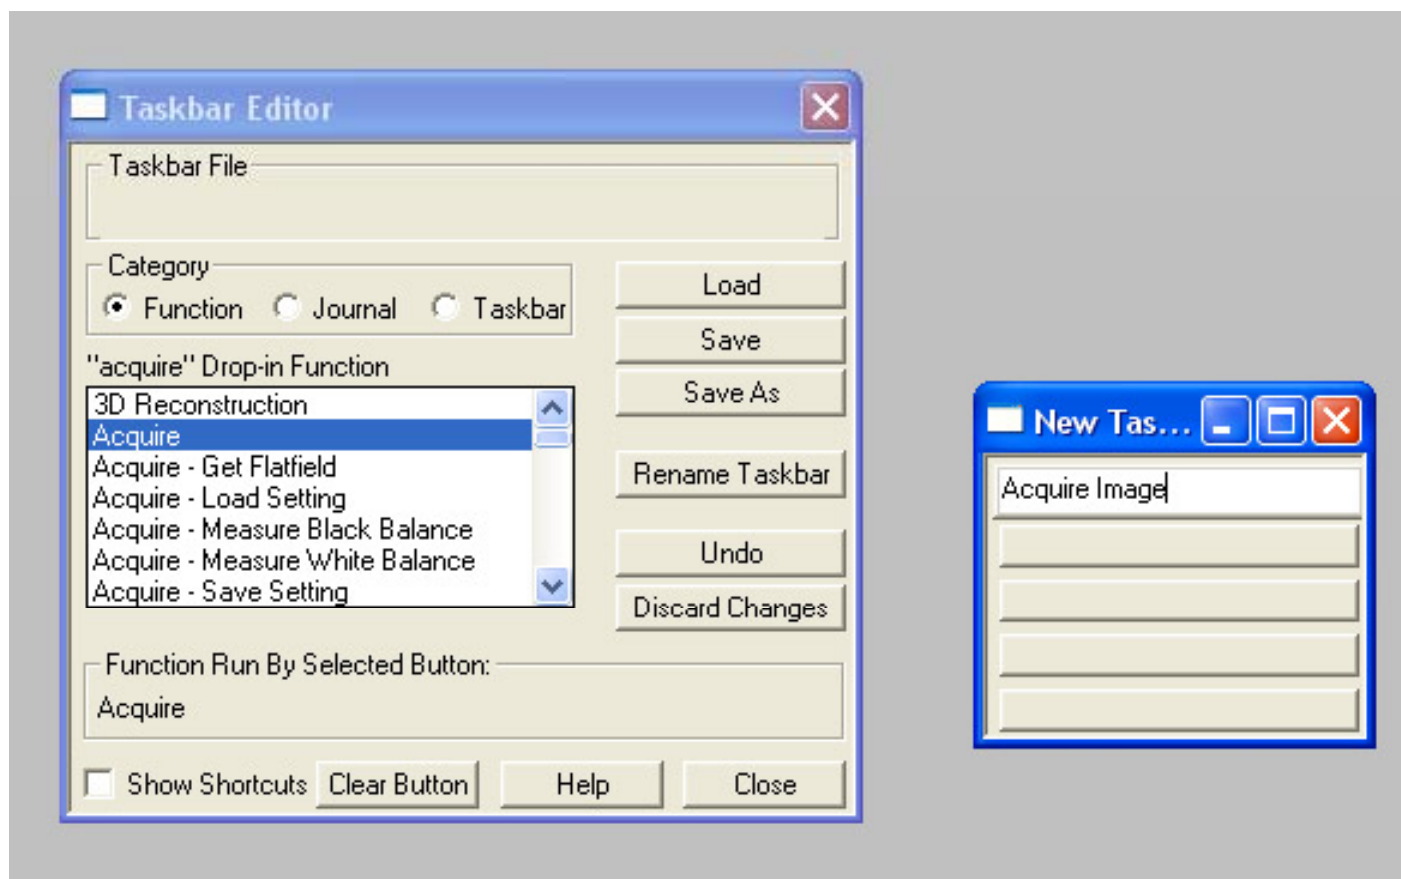 Taskbar Editor
Taskbar File
Category
Function Journal Taskbar
"acquire" Drop-in Function
3D Reconstruction
Acquire
Acquire - Get Flatfield
Acquire - Load Setting
Acquire - Measure Black Balance
Acquire - Measure White Balance
Acquire - Save Setting
Load
Save
Save As
Rename Taskbar
Undo
Discard Changes
Function Run By Selected Button:
Acquire
Show Shortcuts Clear Button Help Close
New Tas...
Acquire Image